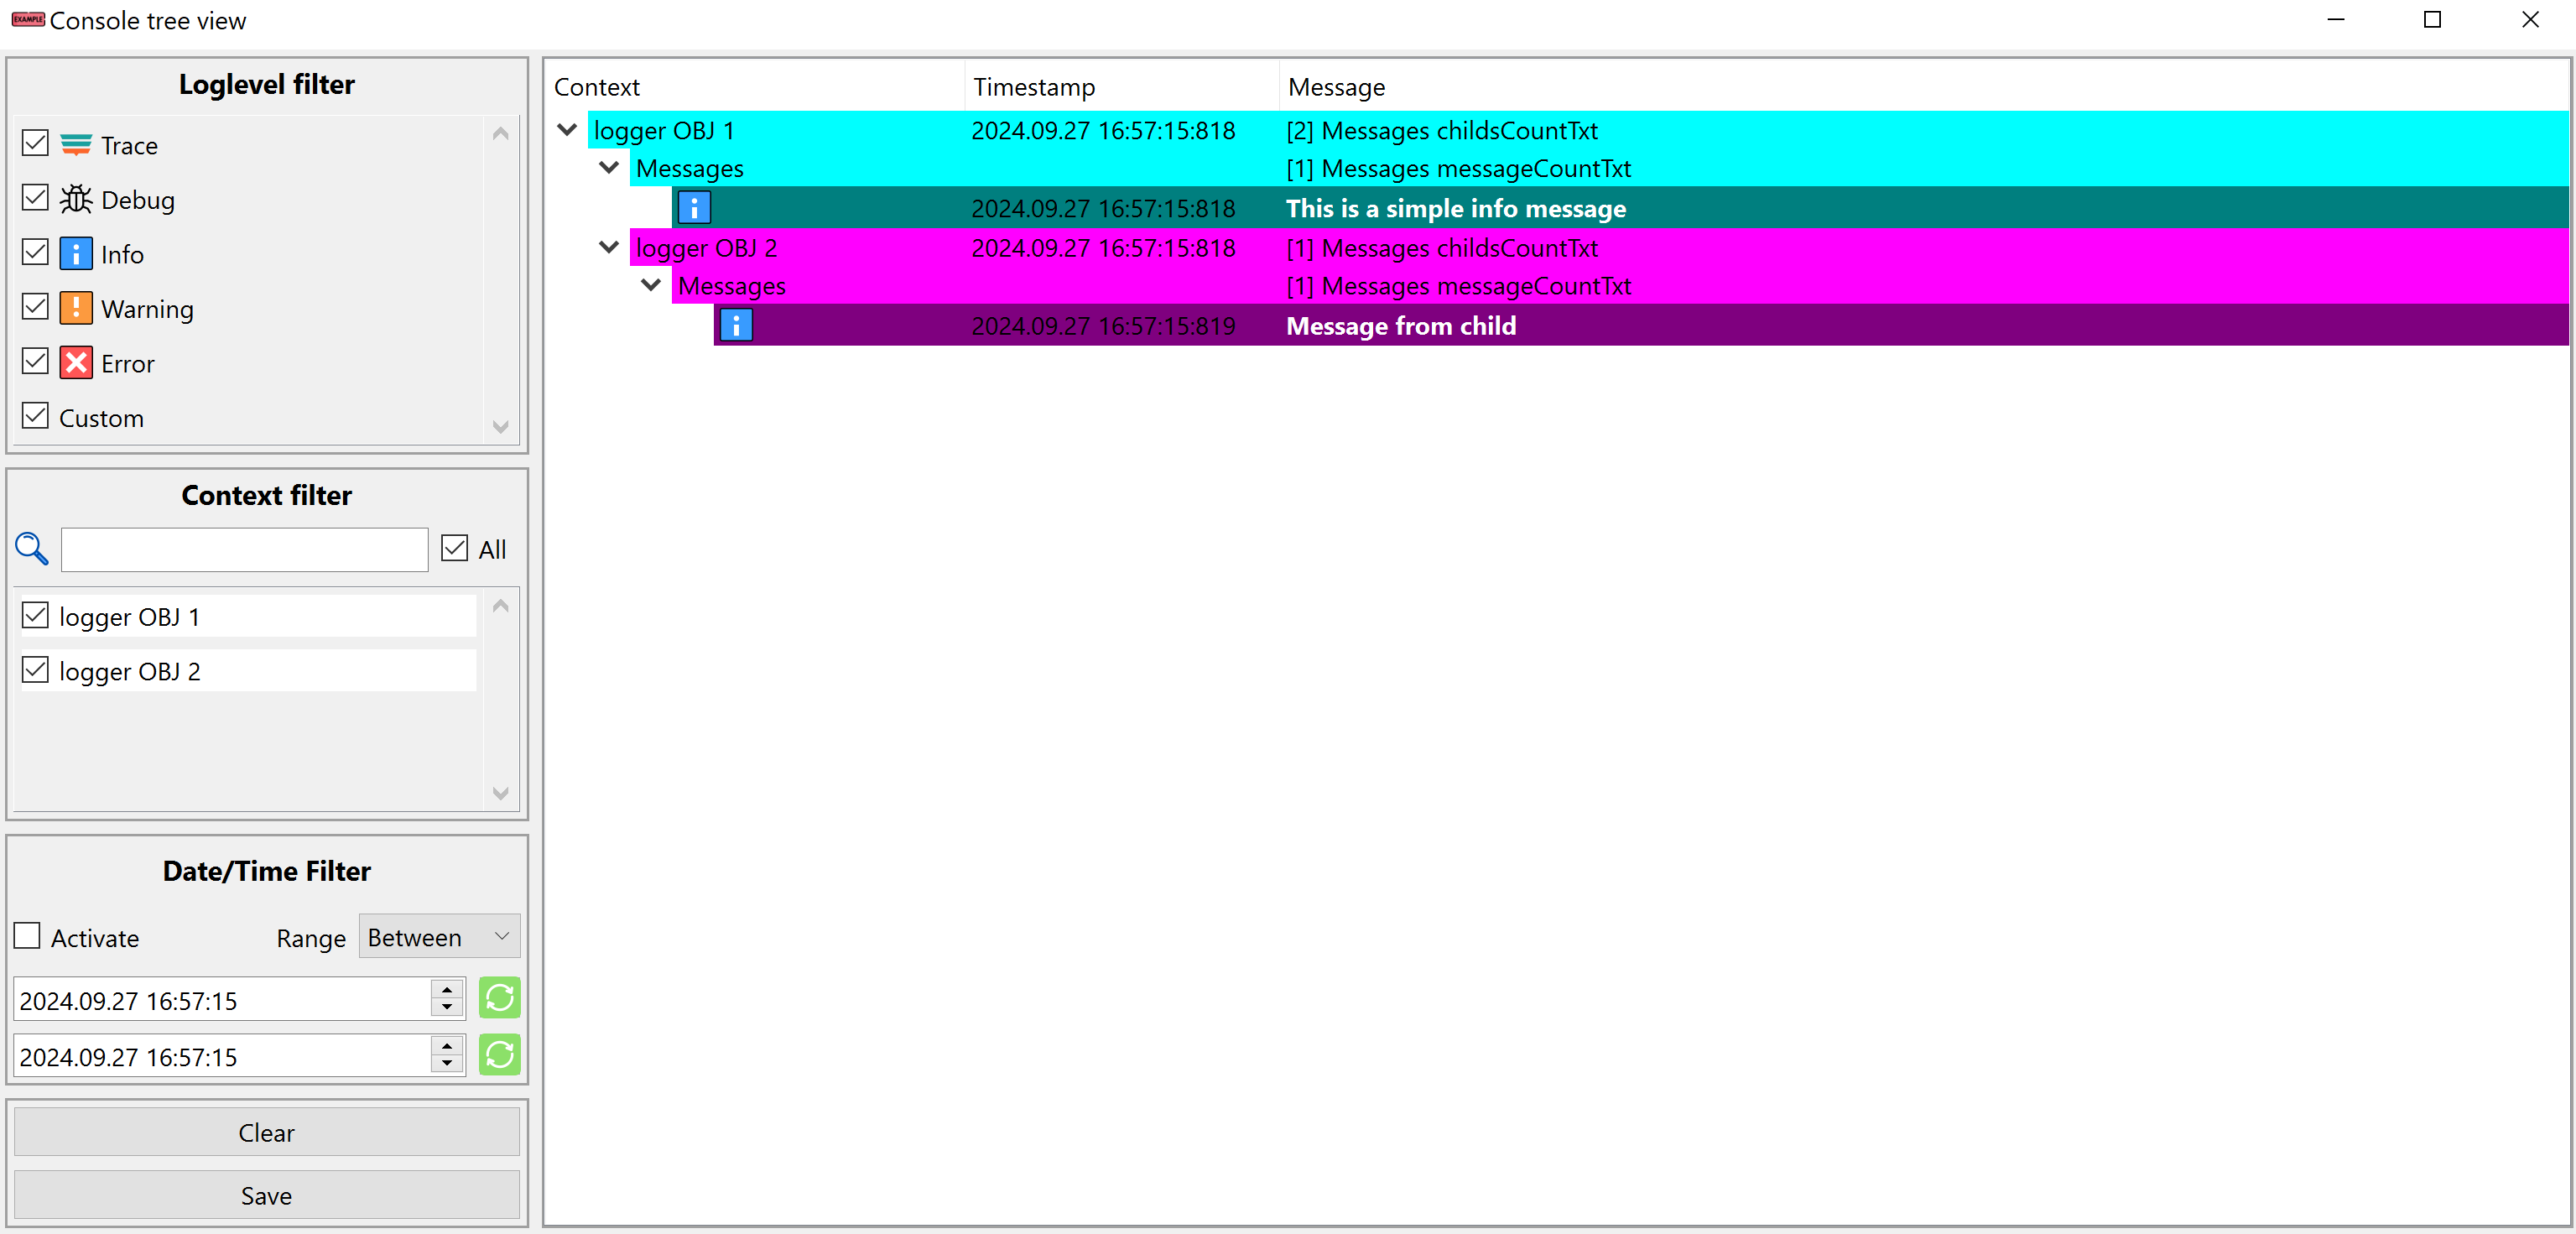 EXAMPLE Console tree view
Loglevel filter
Trace
Debug
Info
Warning
Error
Custom
Context filter
All
logger OBJ 1
logger OBJ 2
Date/Time Filter
Activate Range Between
2024.09.27 16:57:15
2024.09.27 16:57:15
Clear
Save
Context Timestamp Message
logger OBJ 1 2024.09.27 16:57:15:818 [2] Messages childsCountTxt
Messages [1] Messages messageCountTxt
2024.09.27 16:57:15:818 This is a simple info message
logger OBJ 2 2024.09.27 16:57:15:818 [1] Messages childsCountTxt
Messages [1] Messages messageCountTxt
2024.09.27 16:57:15:819 Message from child